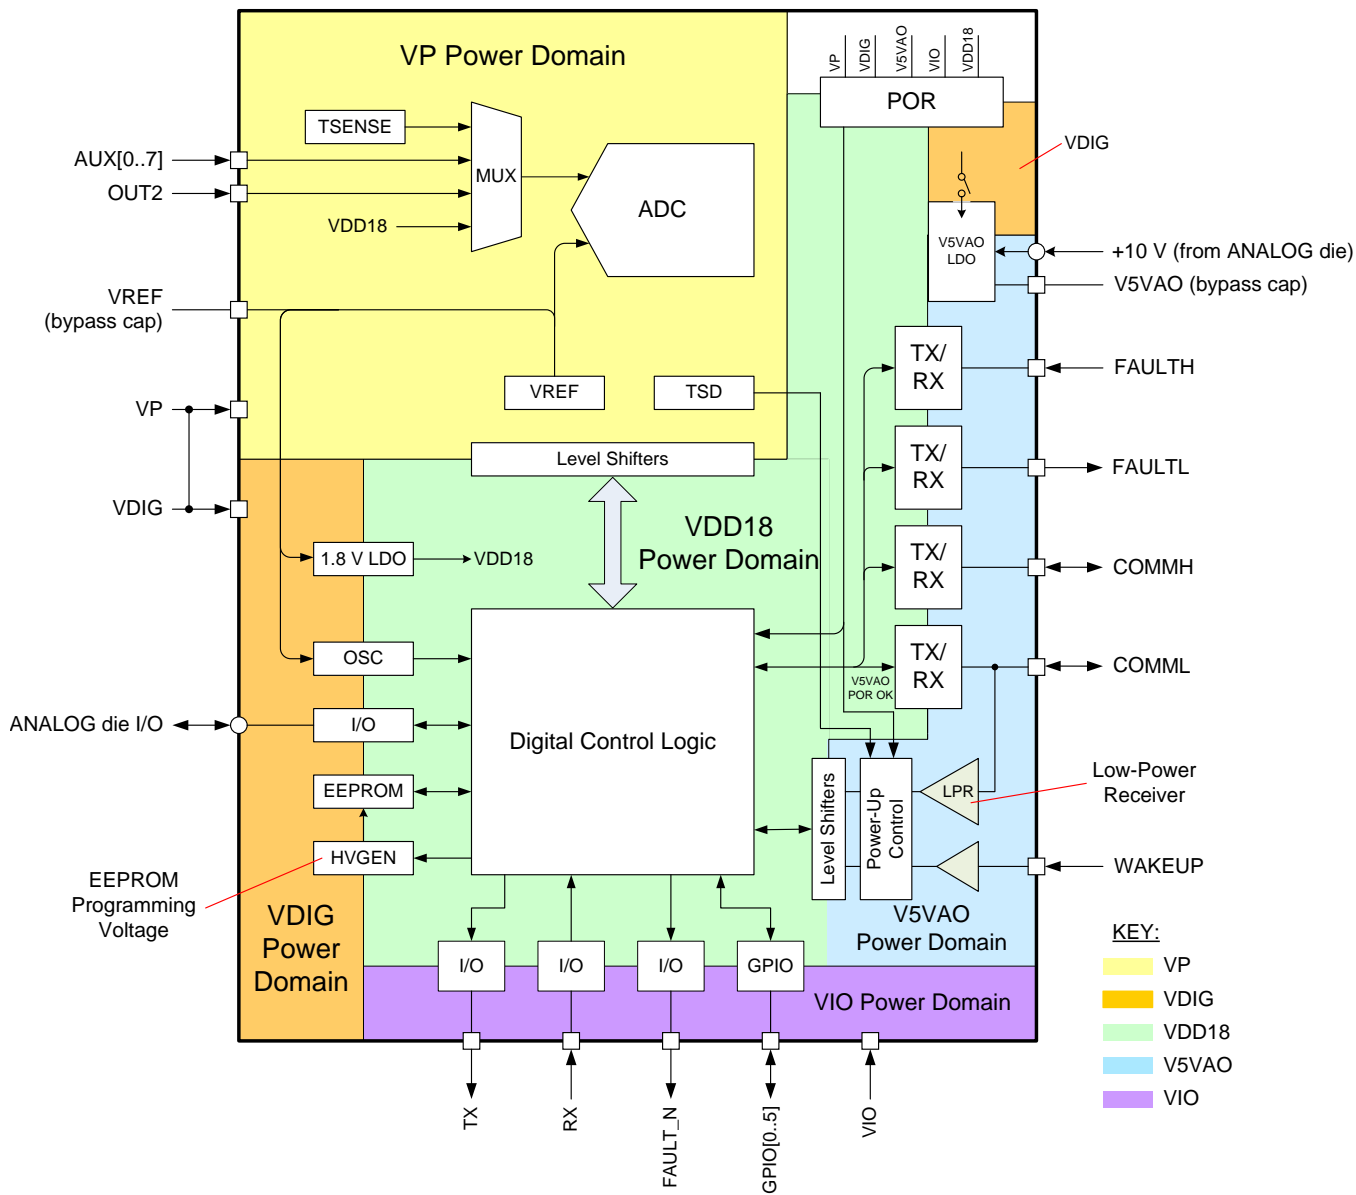 VP Power Domain
VP
VDIG
V5VAO
VIO
VDD18
POR
TSENSE
AUX[0..7]
OUT2
MUX
ADC
VDD18
VDIG
V5VAO
LDO
+10 V (from ANALOG die)
V5VAO (bypass cap)
VREF
(bypass cap)
TX/
RX
FAULTH
VREF
TSD
VP
Level Shifters
TX/
RX
FAULTL
VDIG
VDD18
Power Domain
1.8 V LDO
VDD18
TX/
RX
COMMH
OSC
TX/
RX
COMML
V5VAO
POR OK
ANALOG die I/O
I/O
Digital Control Logic
EEPROM
Level Shifters
Power-Up
Control
LPR
Low-Power
Receiver
HVGEN
WAKEUP
EEPROM
Programming
Voltage
VDIG
Power
Domain
V5VAO
Power Domain
I/O
I/O
I/O
GPIO
VIO Power Domain
KEY:
VP
VDIG
VDD18
V5VAO
VIO
TX
RX
FAULT_N
GPIO[0..5]
VIO